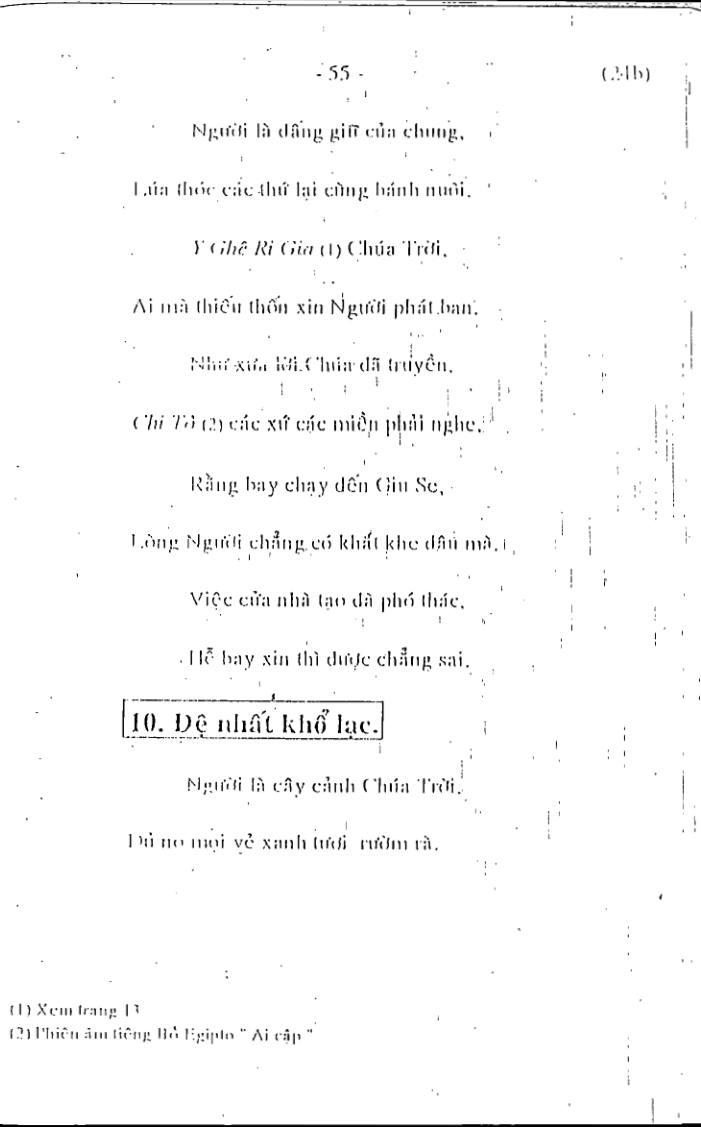 - 55 -
(24b)
Người là đấng giữ của chung,
Lúa thóc các thứ lại cùng bánh nuôi.
Y Ghê Ri Gia (1) Chúa Trời,
Ai mà thiếu thốn xin Người phát ban.
Như xưa lời Chúa đã truyền,
Chi Tô (2) các xứ các miền phải nghe,
Rằng bay chạy đến Giu Se,
Lòng Người chẳng có khắt khe đâu mà,
Việc cửa nhà tao đà phó thác,
Hễ bay xin thì được chẳng sai.
10. Đệ nhất khổ lạc.
Người là cây cảnh Chúa Trời,
Đủ no mọi vẻ xanh tươi rườm rà.
(1) Xem trang 13
(2) Phiên âm tiếng Bồ Egipto " Ai cập "